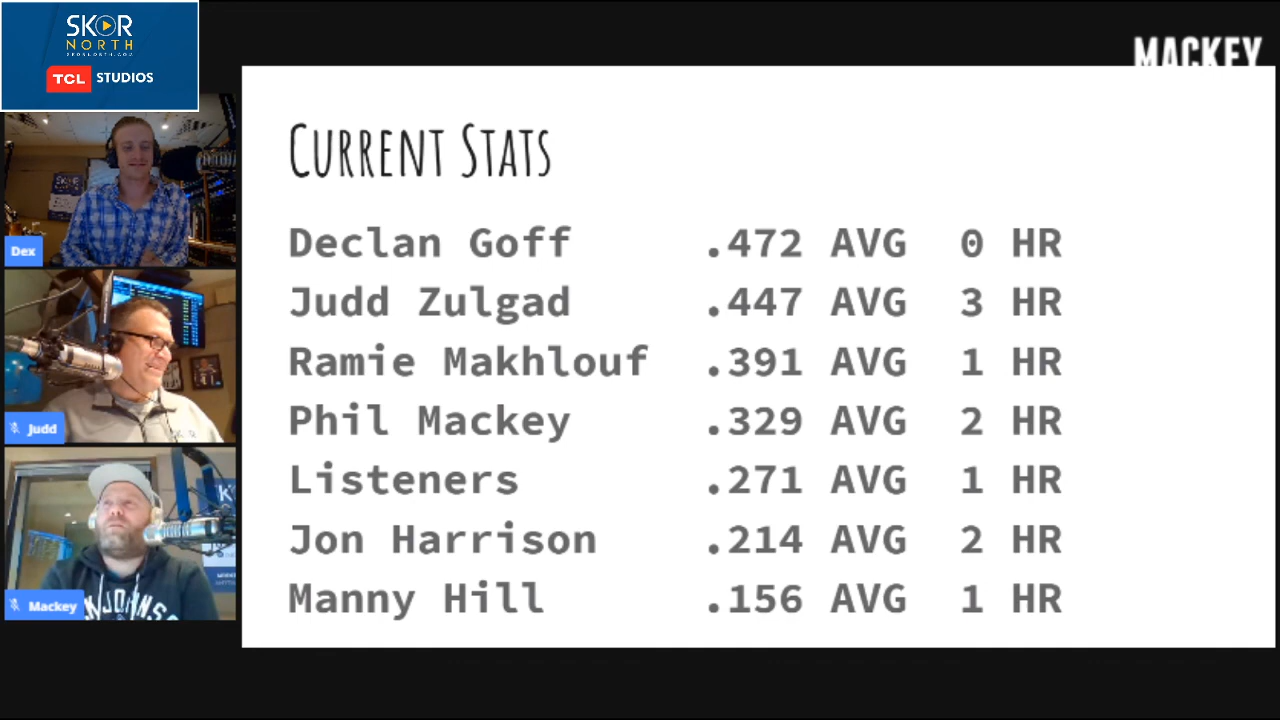 SKOR
NORTH
SKORNORTH.COM
TCL STUDIOS
MACKEY
Current Stats
Declan Goff .472 AVG 0 HR
Judd Zulgad .447 AVG 3 HR
Ramie Makhlouf .391 AVG 1 HR
Phil Mackey .329 AVG 2 HR
Listeners .271 AVG 1 HR
Jon Harrison .214 AVG 2 HR
Manny Hill .156 AVG 1 HR
Dex
Judd
Mackey